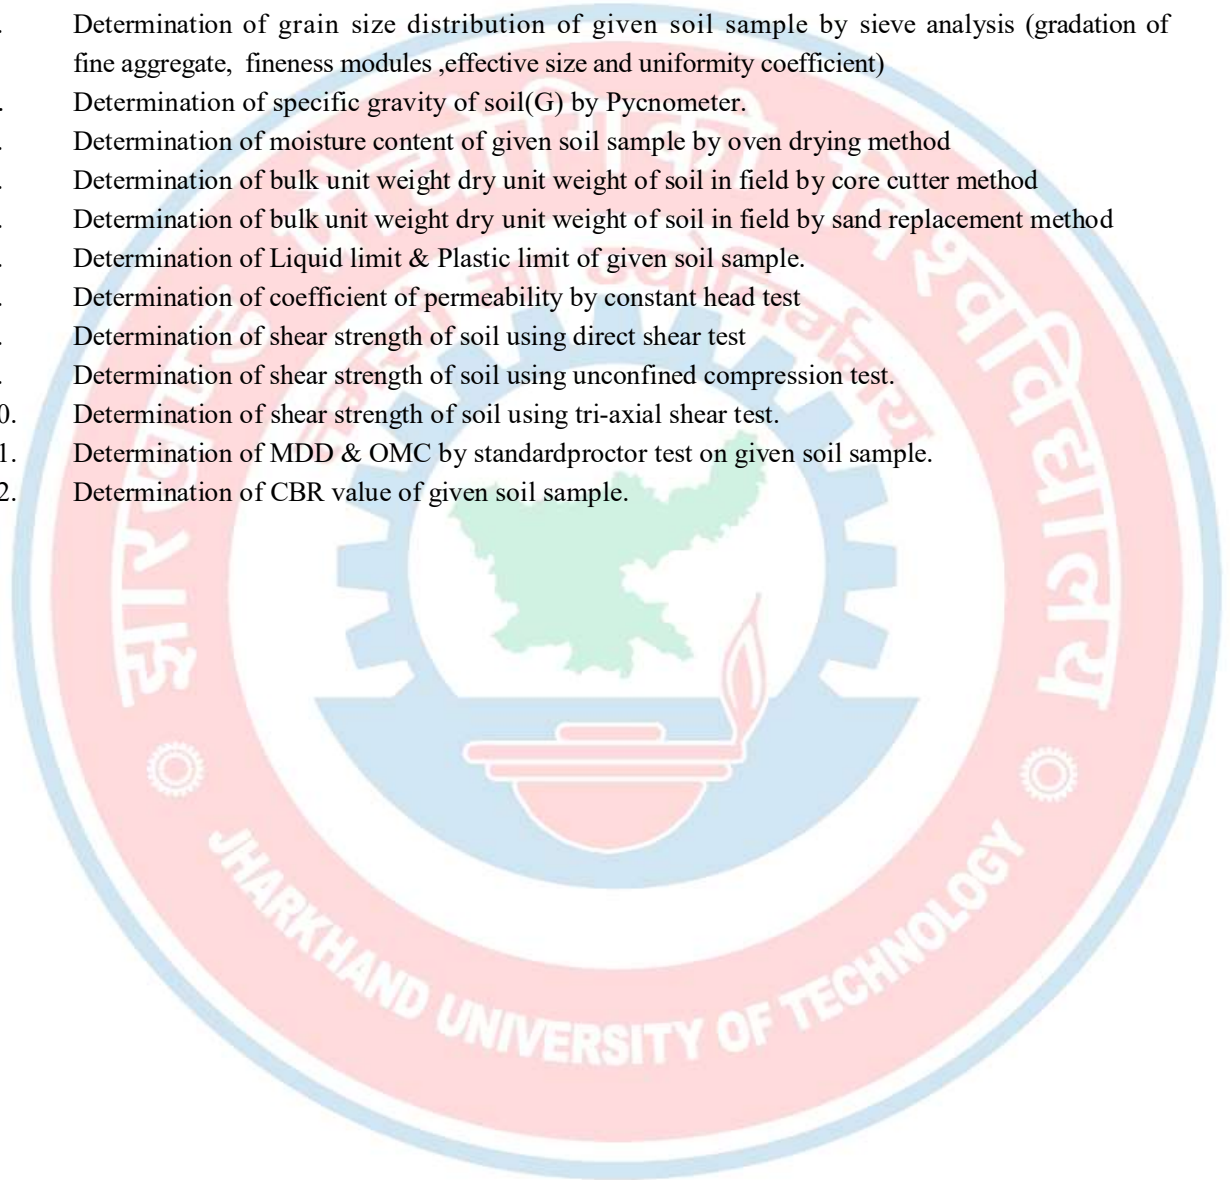 . Determination of grain size distribution of given soil sample by sieve analysis (gradation of
fine aggregate, fineness modules ,effective size and uniformity coefficient)
. Determination of specific gravity of soil(G) by Pycnometer.
. Determination of moisture content of given soil sample by oven drying method
. Determination of bulk unit weight dry unit weight of soil in field by core cutter method
. Determination of bulk unit weight dry unit weight of soil in field by sand replacement method
. Determination of Liquid limit & Plastic limit of given soil sample.
. Determination of coefficient of permeability by constant head test
. Determination of shear strength of soil using direct shear test
. Determination of shear strength of soil using unconfined compression test.
0. Determination of shear strength of soil using tri-axial shear test.
1. Determination of MDD & OMC by standardproctor test on given soil sample.
2. Determination of CBR value of given soil sample.
झारखण्ड प्रौद्योगिकी विश्वविद्यालय
JHARKHAND UNIVERSITY OF TECHNOLOGY